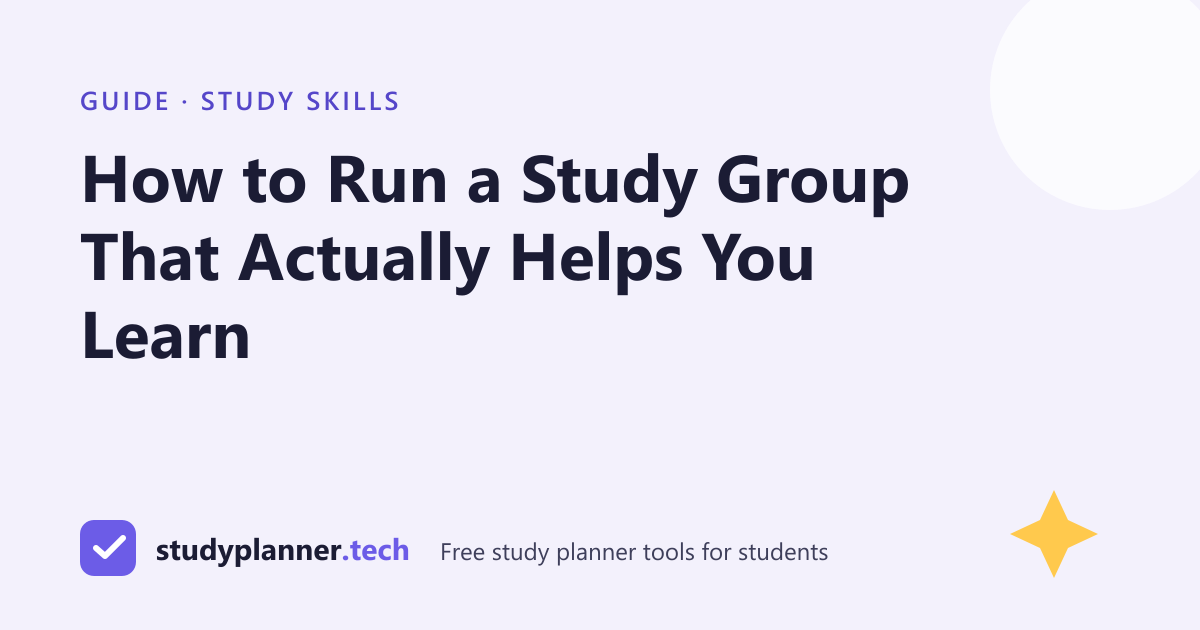 GUIDE · STUDY SKILLS
How to Run a Study Group
That Actually Helps You
Learn
studyplanner.tech Free study planner tools for students